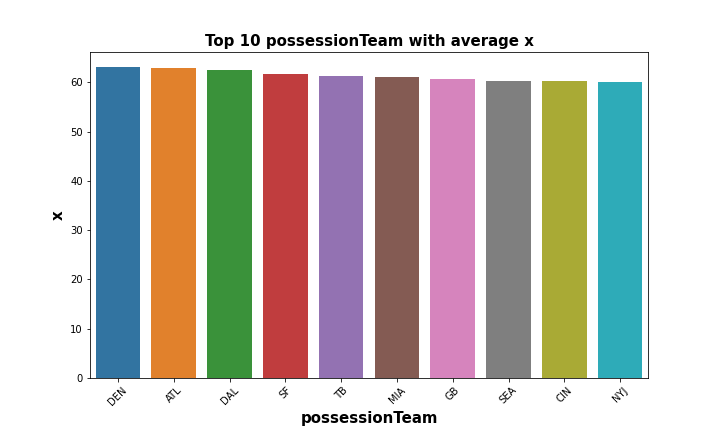 Top 10 possessionTeam with average x
60
50
40
30
20
10
0
x
DEN ATL DAL SF TB MIA GB SEA CIN NYJ
possessionTeam